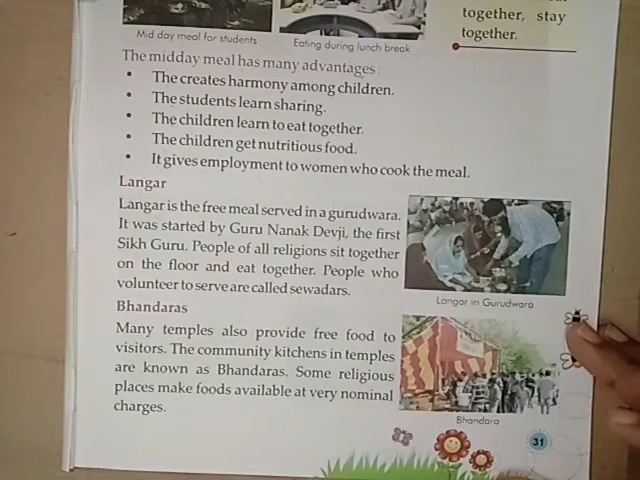 together, stay
together.
Mid day meal for students
Eating during lunch break
The midday meal has many advantages:
• The creates harmony among children.
• The students learn sharing.
• The children learn to eat together.
• The children get nutritious food.
• It gives employment to women who cook the meal.
Langar
Langar is the free meal served in a gurudwara.
It was started by Guru Nanak Devji, the first
Sikh Guru. People of all religions sit together
on the floor and eat together. People who
volunteer to serve are called sewadars.
Langar in Gurudwara
Bhandaras
Many temples also provide free food to
visitors. The community kitchens in temples
are known as Bhandaras. Some religious
places make foods available at very nominal
charges.
Bhandara
31